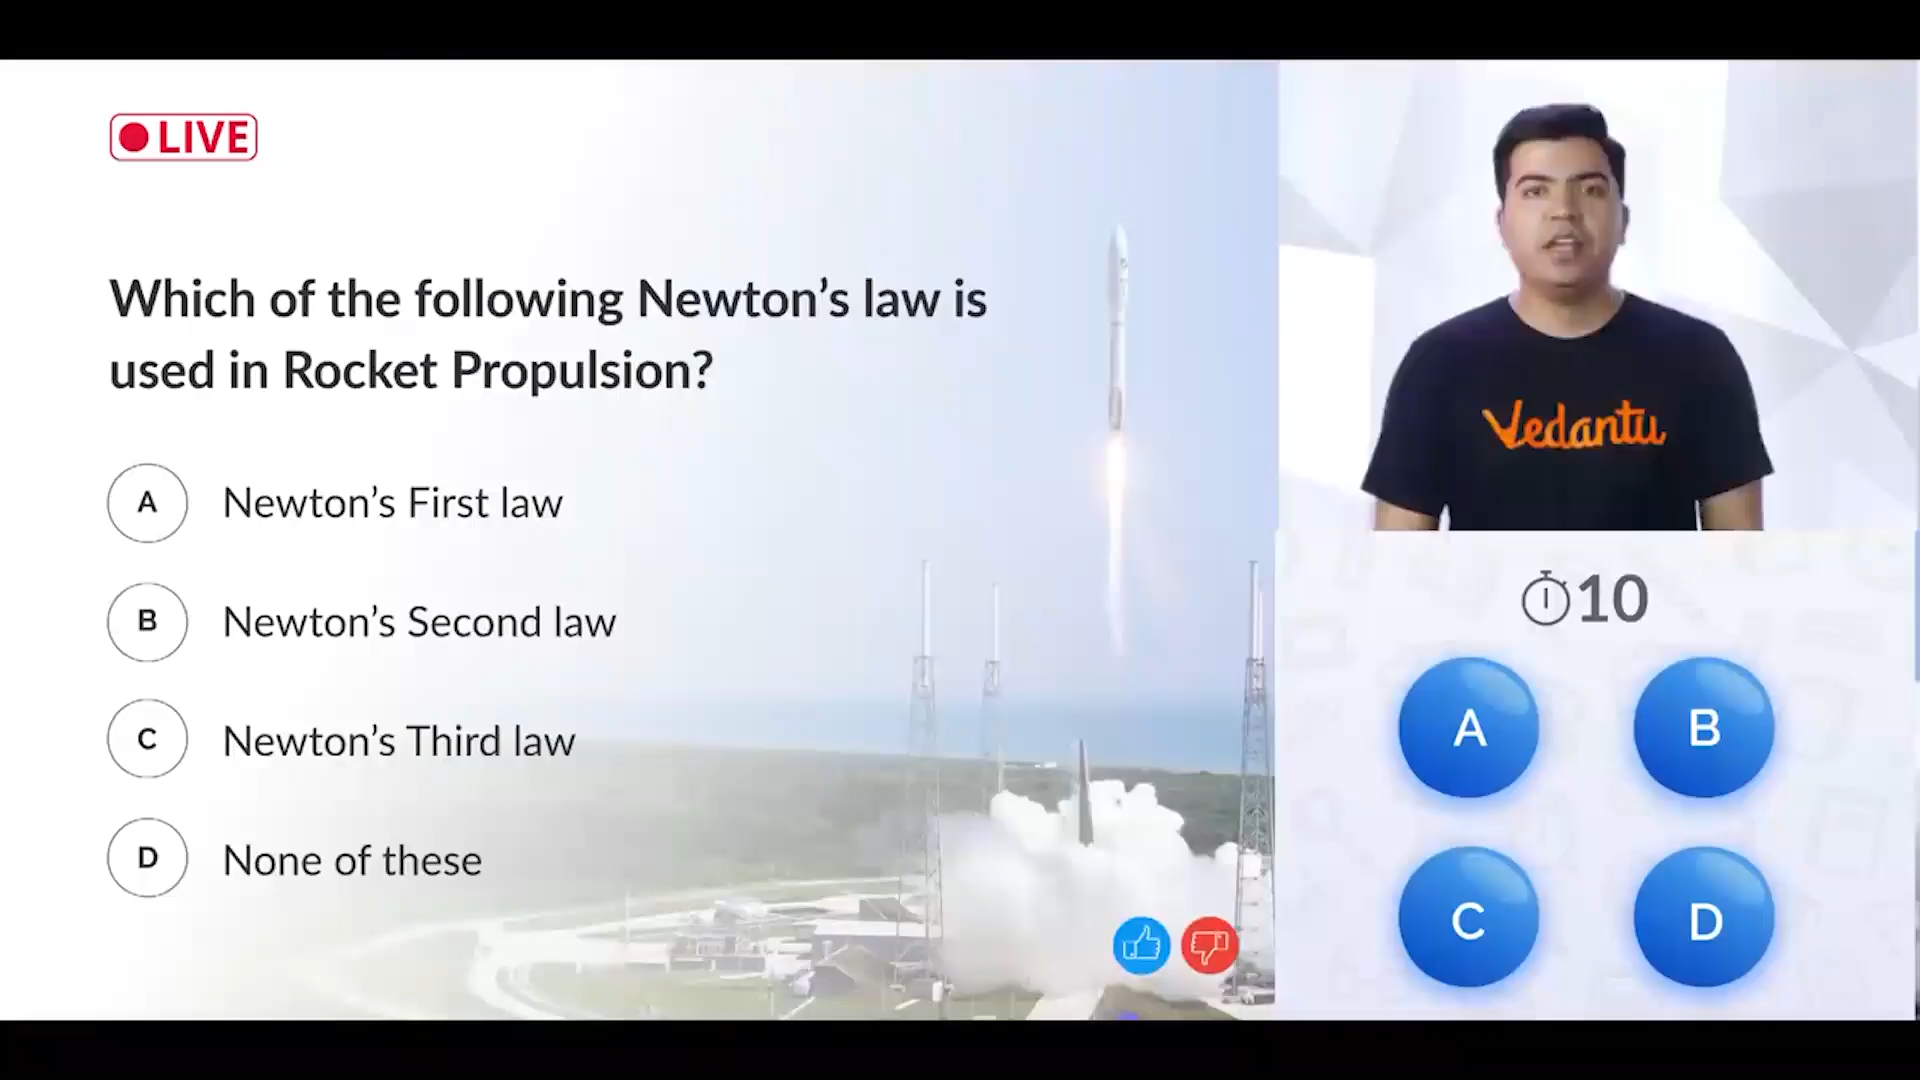 LIVE
Which of the following Newton’s law is
used in Rocket Propulsion?
A Newton’s First law
B Newton’s Second law
C Newton’s Third law
D None of these
Vedantu
10
A B
C D